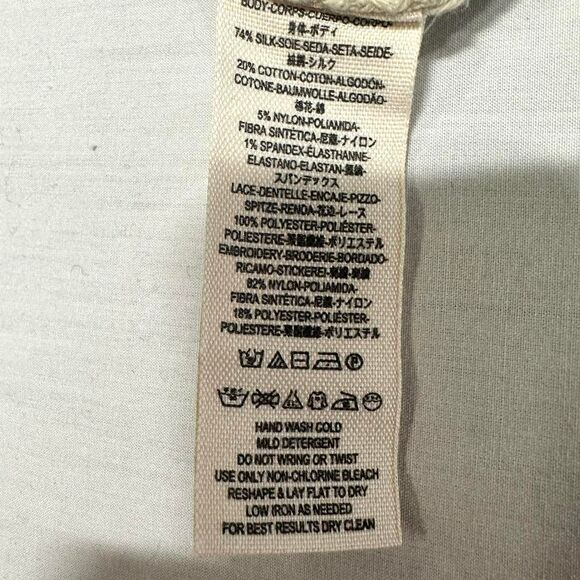 BODY-CORPS-CUERPO-CORPO-
身体-ボディ
74% SILK-SOIE-SEDA-SETA-SEIDE-
絲綢-シルク
20% COTTON-COTON-ALGODÓN-
COTONE-BAUMWOLLE-ALGODÃO-
棉花-綿
5% NYLON-POLIAMIDA-
FIBRA SINTÉTICA-尼龍-ナイロン
1% SPANDEX-ÉLASTHANNE-
ELASTANO-ELASTAN-氨綸-
スパンデックス
LACE-DENTELLE-ENCAJE-PIZZO-
SPITZE-RENDA-花边-レース
100% POLYESTER-POLIÉSTER-
POLIESTERE-聚酯纖維-ポリエステル
EMBROIDERY-BRODERIE-BORDADO-
RICAMO-STICKEREI-刺繡-刺繍
82% NYLON-POLIAMIDA-
FIBRA SINTÉTICA-尼龍-ナイロン
18% POLYESTER-POLIÉSTER-
POLIESTERE-聚酯纖維-ポリエステル
HAND WASH COLD
MILD DETERGENT
DO NOT WRING OR TWIST
USE ONLY NON-CHLORINE BLEACH
RESHAPE & LAY FLAT TO DRY
LOW IRON AS NEEDED
FOR BEST RESULTS DRY CLEAN